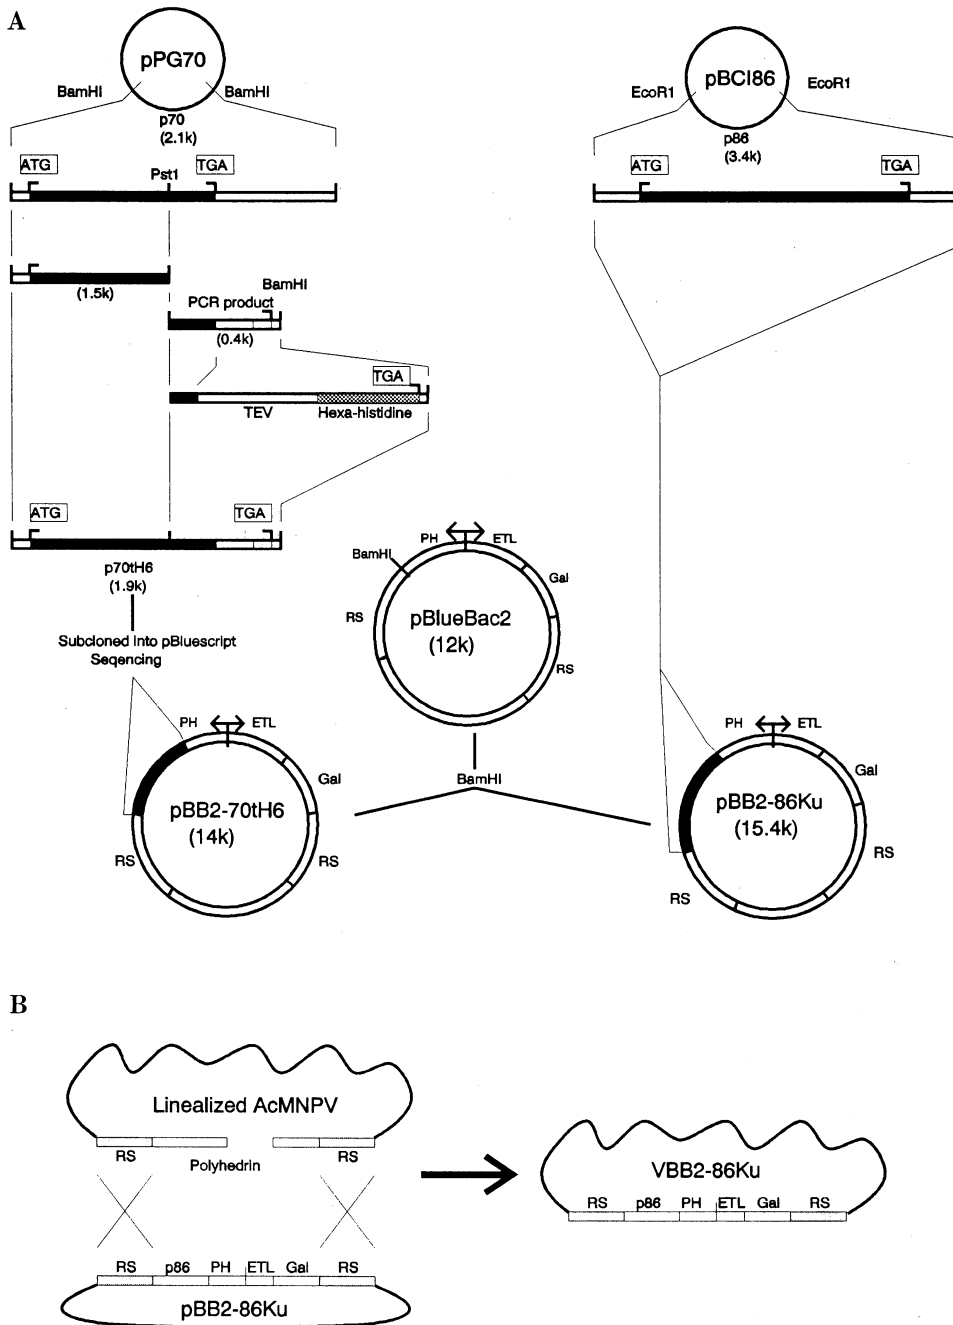 A
pPG70
BamHI
BamHI
p70
(2.1k)
ATG
Pst1
TGA
(1.5k)
BamHI
PCR product
(0.4k)
TGA
TEV
Hexa-histidine
ATG
TGA
p70tH6
(1.9k)
Subcloned into pBluescript
Seqencing
PH
ETL
Gal
pBB2-70tH6
(14k)
RS
RS
PH
ETL
BamHI
Gal
pBlueBac2
(12k)
RS
RS
BamHI
pBCI86
EcoR1
EcoR1
p86
(3.4k)
ATG
TGA
PH
ETL
Gal
pBB2-86Ku
(15.4k)
RS
RS
B
Linealized AcMNPV
RS
Polyhedrin
RS
RS p86 PH ETL Gal RS
pBB2-86Ku
VBB2-86Ku
RS p86 PH ETL Gal RS